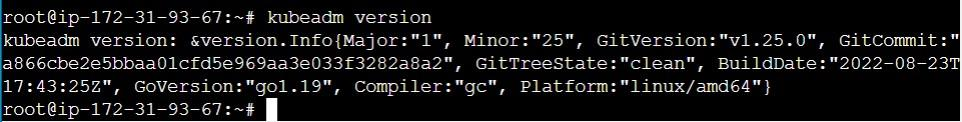 root@ip-172-31-93-67:~# kubeadm version
kubeadm version: &version.Info{Major:"1", Minor:"25", GitVersion:"v1.25.0", GitCommit:"
a866cbe2e5bbaa01cfd5e969aa3e033f3282a8a2", GitTreeState:"clean", BuildDate:"2022-08-23T
17:43:25Z", GoVersion:"go1.19", Compiler:"gc", Platform:"linux/amd64"}
root@ip-172-31-93-67:~#